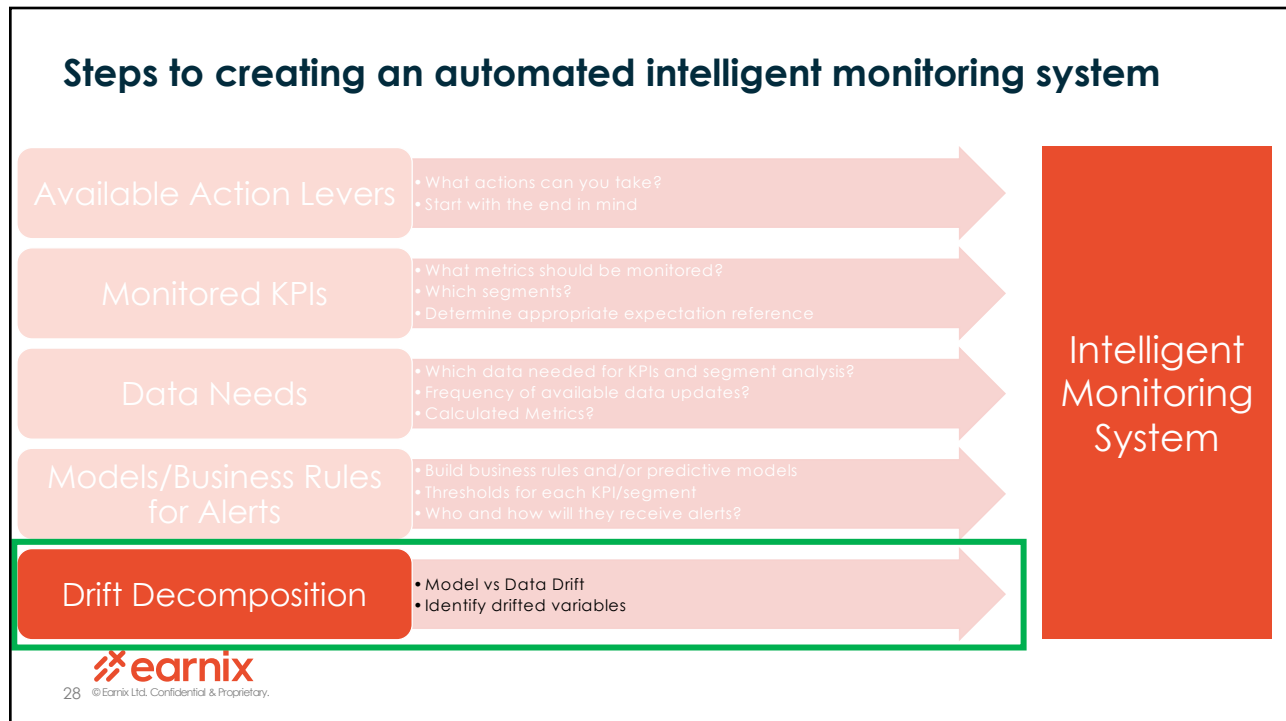 Steps to creating an automated intelligent monitoring system
Available Action Levers
• What actions can you take?
• Start with the end in mind
Monitored KPIs
• What metrics should be monitored?
• Which segments?
• Determine appropriate expectation reference
Data Needs
• Which data needed for KPIs and segment analysis?
• Frequency of available data updates?
• Calculated Metrics?
Models/Business Rules
for Alerts
• Build business rules and/or predictive models
• Thresholds for each KPI/segment
• Who and how will they receive alerts?
Drift Decomposition
• Model vs Data Drift
• Identify drifted variables
Intelligent
Monitoring
System
earnix
28 © Earnix Ltd. Confidential & Proprietary.